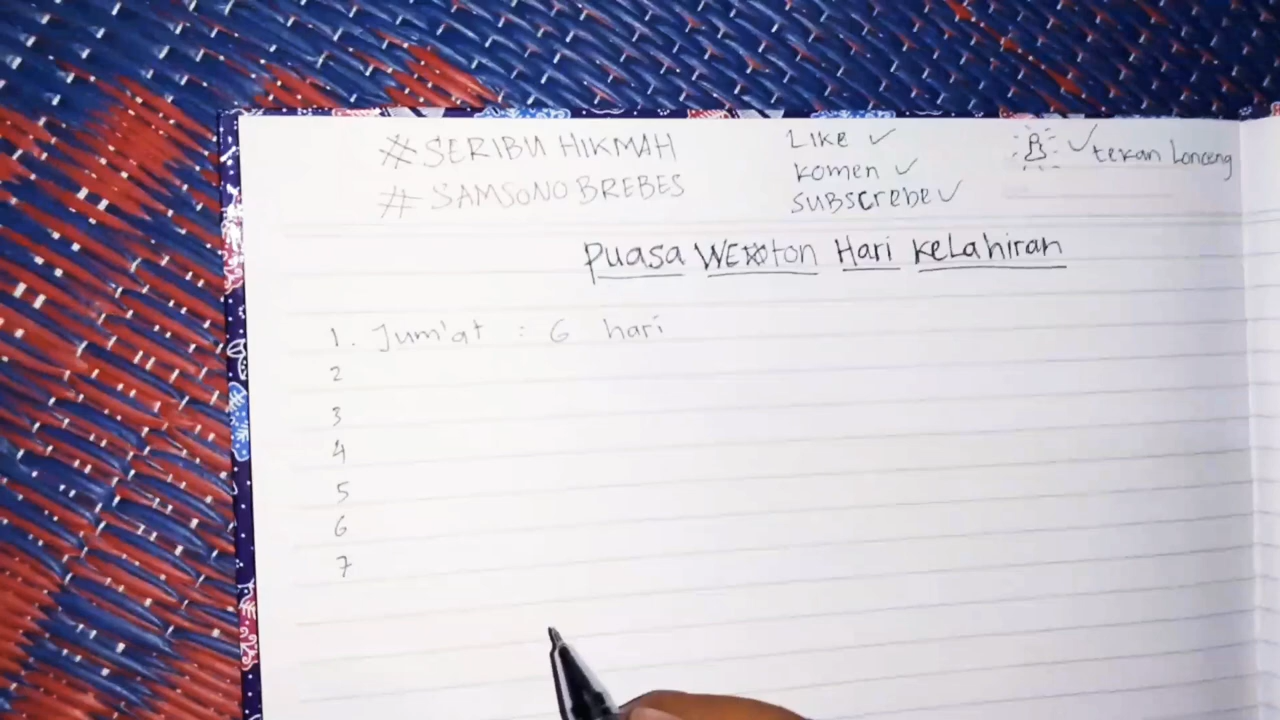 #SERIBU HIKMAH
#SAMSONO BREBES
Like ✓
komen ✓
subscrebe ✓
✓ tekan Lonceng
Puasa Weton Hari Kelahiran
1. Jum'at : 6 hari
2
3
4
5
6
7